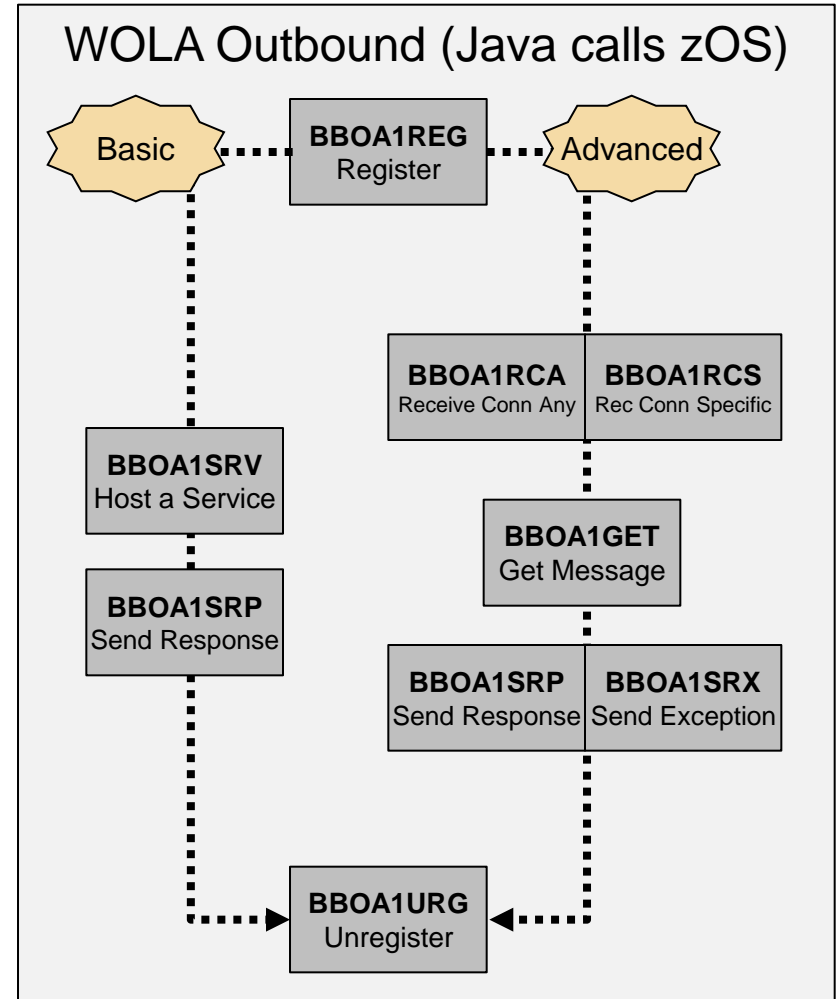 WOLA Outbound (Java calls zOS)
Basic
BBOA1REG
Register
Advanced
BBOA1RCA
Receive Conn Any
BBOA1RCS
Rec Conn Specific
BBOA1SRV
Host a Service
BBOA1GET
Get Message
BBOA1SRP
Send Response
BBOA1SRP
Send Response
BBOA1SRX
Send Exception
BBOA1URG
Unregister